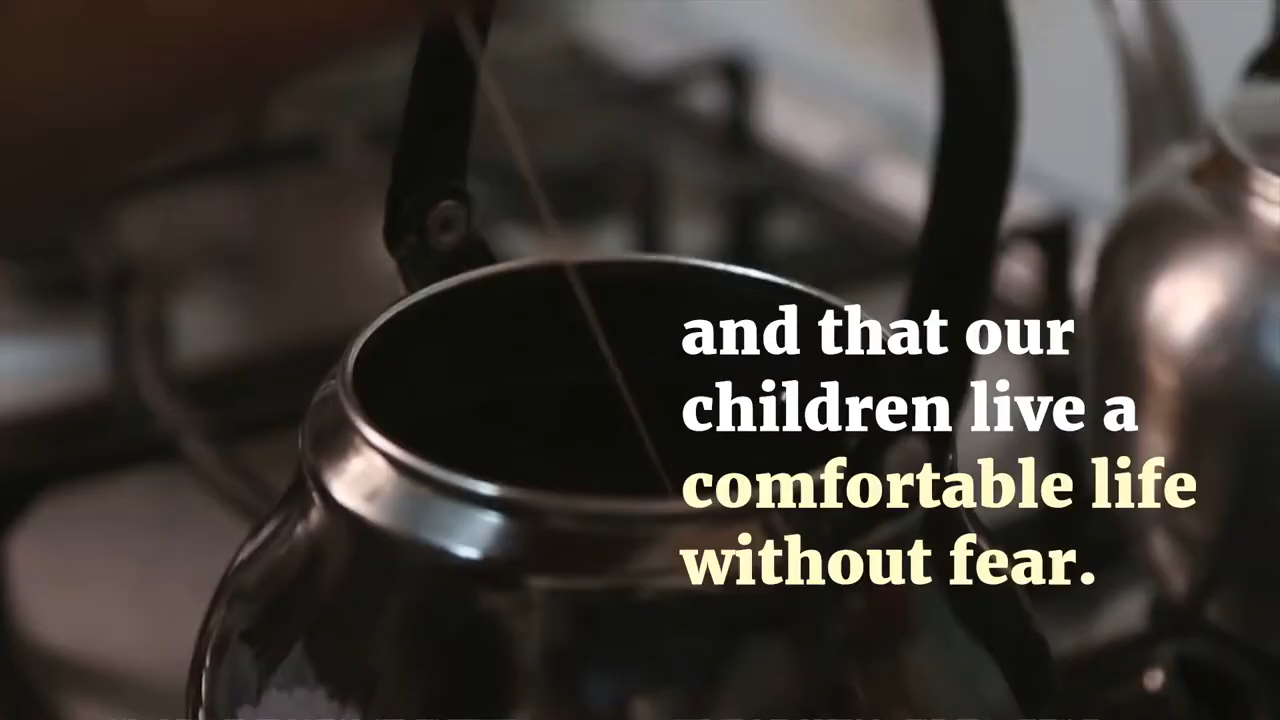 and that our
children live a
comfortable life
without fear.